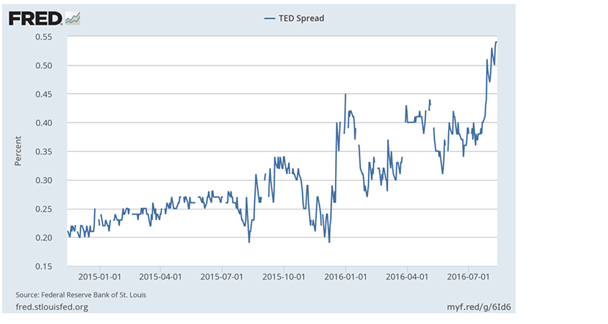 FRED
TED Spread
0.55
0.50
0.45
0.40
0.35
0.30
0.25
0.20
0.15
Percent
2015-01-01 2015-04-01 2015-07-01 2015-10-01 2016-01-01 2016-04-01 2016-07-01
Source: Federal Reserve Bank of St. Louis
fred.stlouisfed.org myf.red/g/6Id6